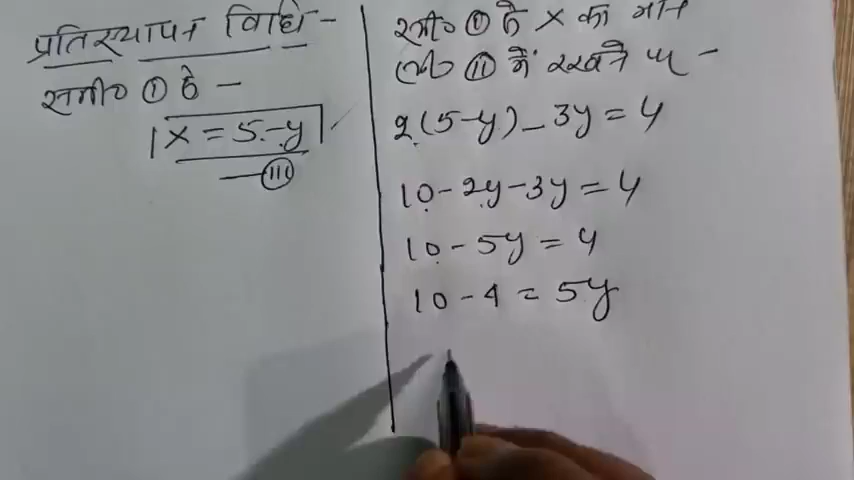 प्रतिस्थापन विधि -
समी० ① से -
x = 5 - y
— III
समी० ① से x का मान
समी० II में रखने पर -
2(5-y) - 3y = 4
10 - 2y - 3y = 4
10 - 5y = 4
10 - 4 = 5y